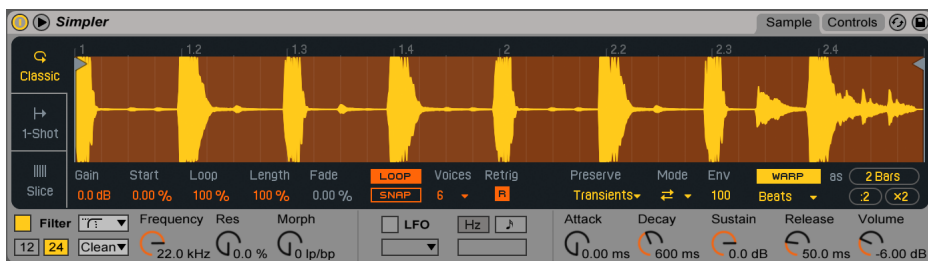 Simpler Sample Controls
1 1.2 1.3 1.4 2 2.2 2.3 2.4
Classic
1-Shot
Slice
Gain Start Loop Length Fade LOOP Voices Retrig Preserve Mode Env WARP as 2 Bars
0.0 dB 0.00 % 100 % 100 % 0.00 % SNAP 6 R Transients 100 Beats :2 ×2
Filter Frequency Res Morph LFO Hz Attack Decay Sustain Release Volume
12 24 Clean 22.0 kHz 0.0 % 0 lp/bp 0.00 ms 600 ms 0.0 dB 50.0 ms -6.00 dB